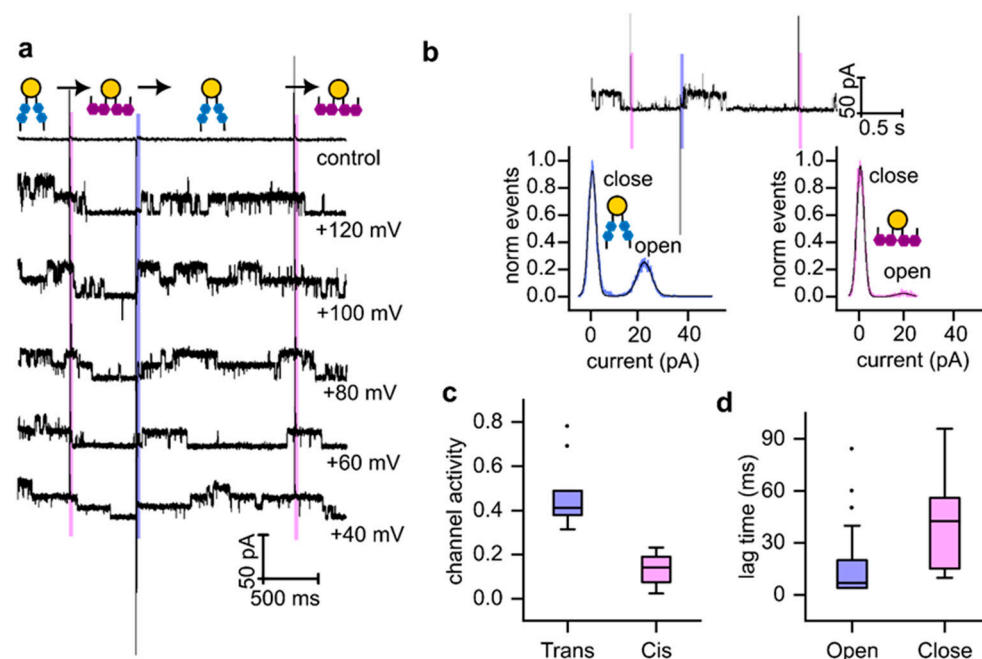 a
control
+120 mV
+100 mV
+80 mV
+60 mV
+40 mV
50 pA
500 ms
b
50 pA
0.5 s
norm events
1.0
0.8
0.6
0.4
0.2
0.0
close
open
0 20 40
current (pA)
norm events
1.0
0.8
0.6
0.4
0.2
0.0
close
open
0 20 40
current (pA)
c
channel activity
0.8
0.6
0.4
0.2
0.0
Trans Cis
d
lag time (ms)
90
60
30
0
Open Close